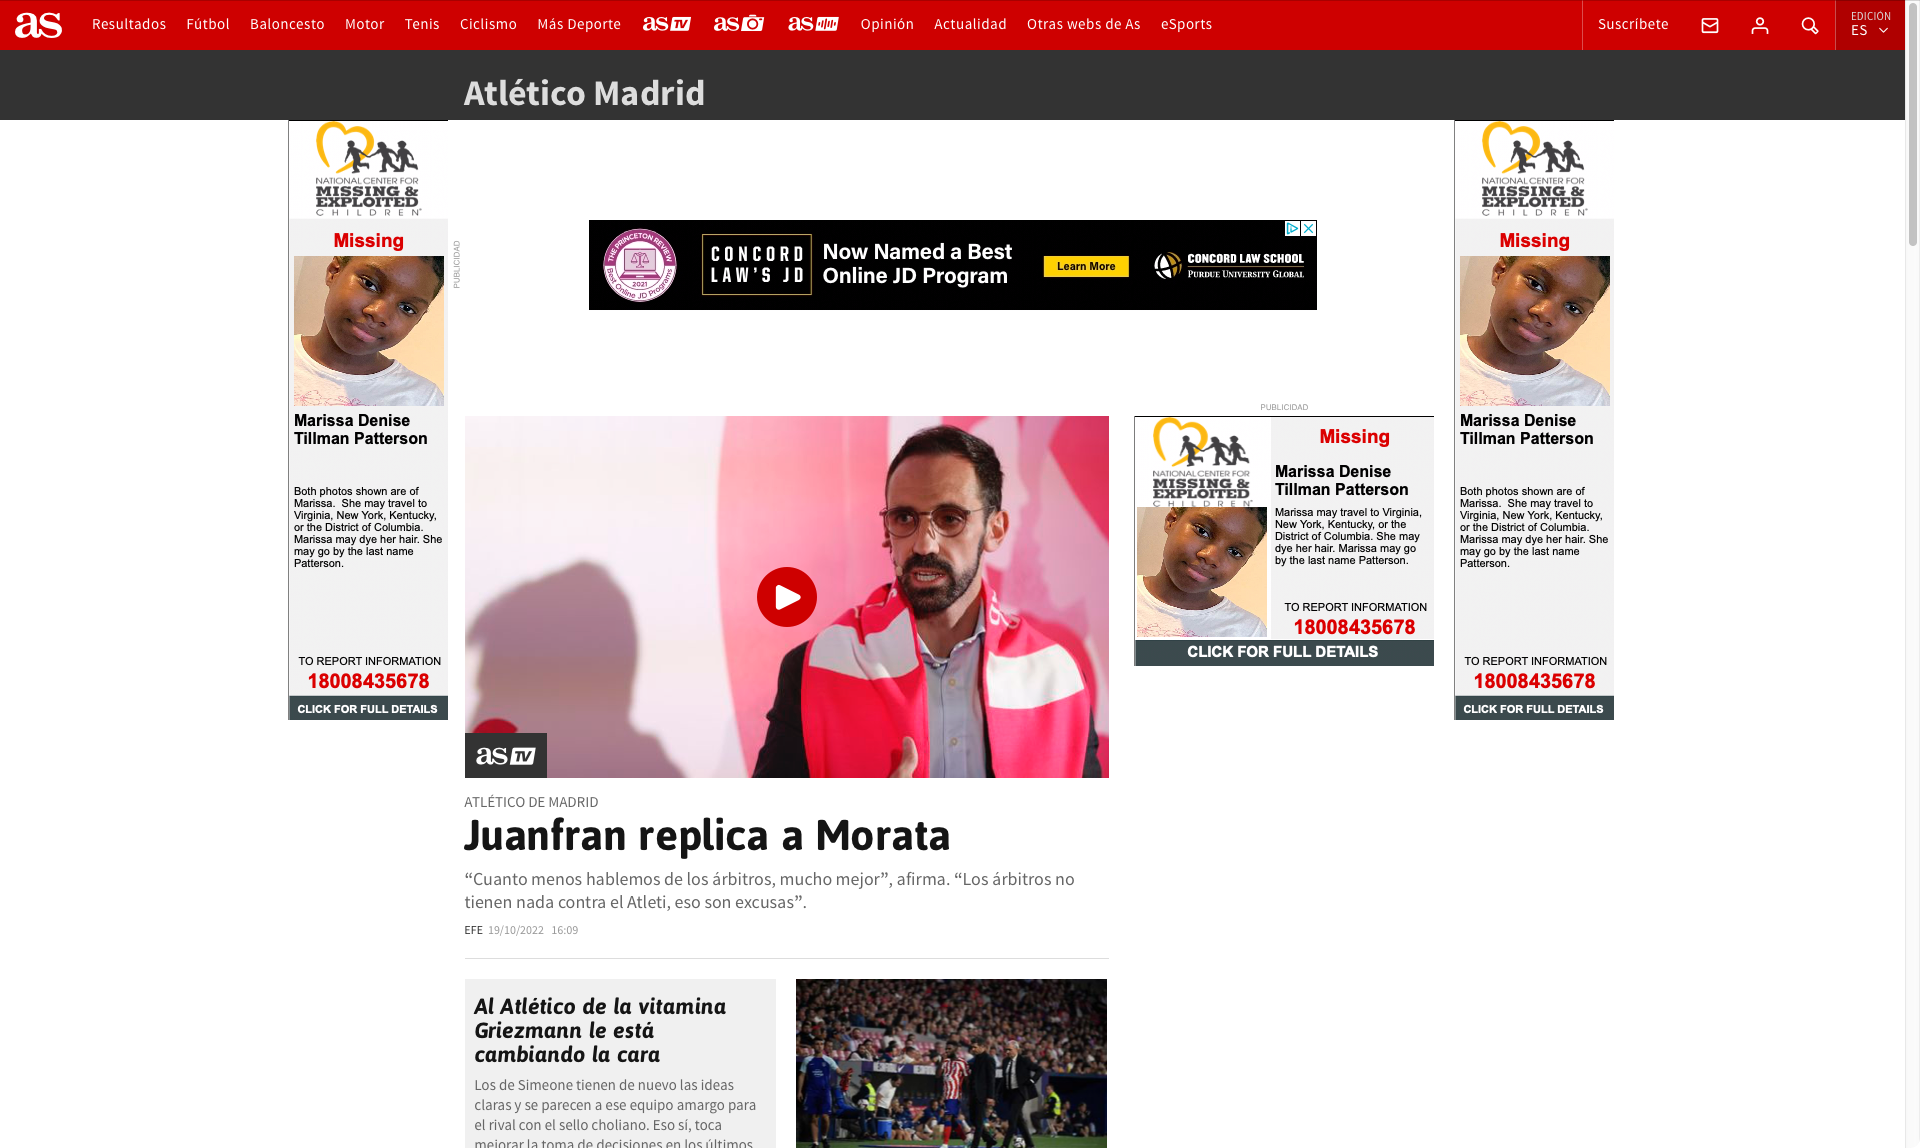 as
Resultados
Fútbol
Baloncesto
Motor
Tenis
Ciclismo
Más Deporte
as TV
as
as
Opinión
Actualidad
Otras webs de As
eSports
Suscríbete
EDICIÓN
ES
Atlético Madrid
NATIONAL CENTER FOR
MISSING &
EXPLOITED
CHILDREN®
Missing
Marissa Denise
Tillman Patterson
Both photos shown are of
Marissa. She may travel to
Virginia, New York, Kentucky,
or the District of Columbia.
Marissa may dye her hair. She
may go by the last name
Patterson.
TO REPORT INFORMATION
18008435678
CLICK FOR FULL DETAILS
PUBLICIDAD
THE PRINCETON REVIEW
2021
Best Online JD Programs
CONCORD
LAW'S JD
Now Named a Best
Online JD Program
Learn More
CONCORD LAW SCHOOL
PURDUE UNIVERSITY GLOBAL
as TV
ATLÉTICO DE MADRID
Juanfran replica a Morata
“Cuanto menos hablemos de los árbitros, mucho mejor”, afirma. “Los árbitros no
tienen nada contra el Atleti, eso son excusas”.
EFE 19/10/2022 16:09
Al Atlético de la vitamina
Griezmann le está
cambiando la cara
Los de Simeone tienen de nuevo las ideas
claras y se parecen a ese equipo amargo para
el rival con el sello choliano. Eso sí, toca
mejorar la toma de decisiones en los últimos
PUBLICIDAD
NATIONAL CENTER FOR
MISSING &
EXPLOITED
CHILDREN®
Missing
Marissa Denise
Tillman Patterson
Marissa may travel to Virginia,
New York, Kentucky, or the
District of Columbia. She may
dye her hair. Marissa may go
by the last name Patterson.
TO REPORT INFORMATION
18008435678
CLICK FOR FULL DETAILS
NATIONAL CENTER FOR
MISSING &
EXPLOITED
CHILDREN®
Missing
Marissa Denise
Tillman Patterson
Both photos shown are of
Marissa. She may travel to
Virginia, New York, Kentucky,
or the District of Columbia.
Marissa may dye her hair. She
may go by the last name
Patterson.
TO REPORT INFORMATION
18008435678
CLICK FOR FULL DETAILS